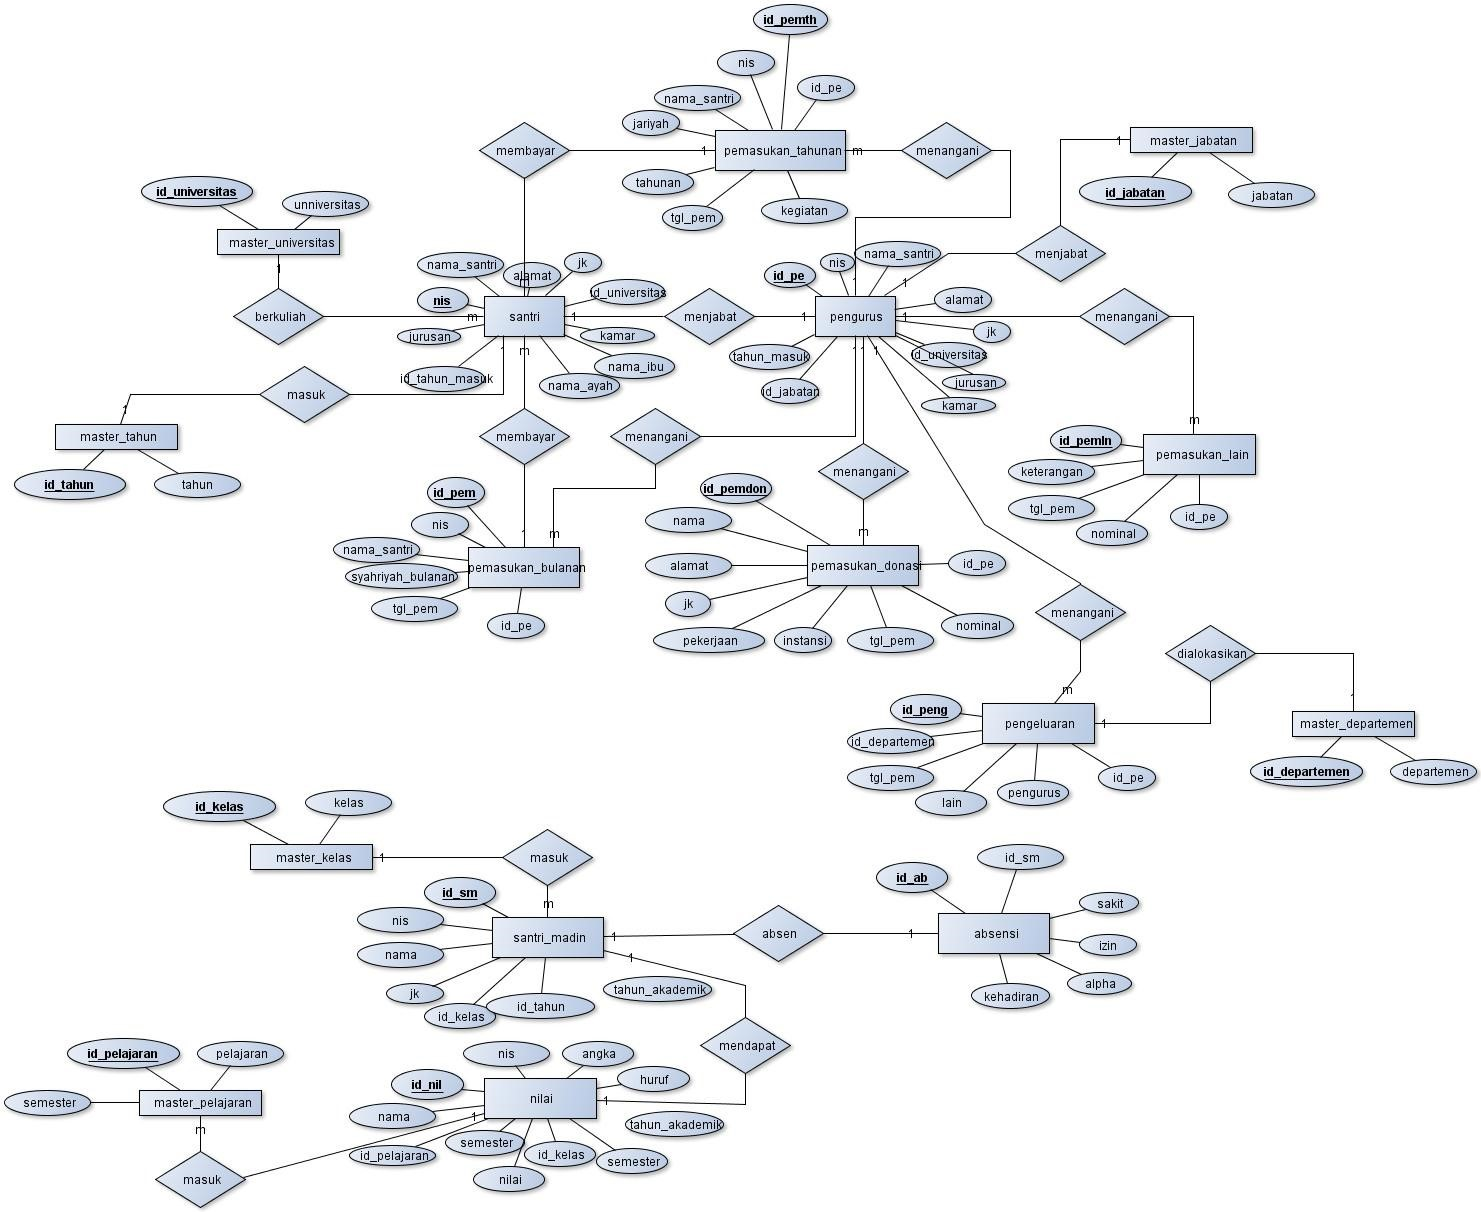 id_pemth
nis
id_pe
nama_santri
jariyah
pemasukan_tahunan
membayar
1
m
menangani
tahunan
tgl_pem
kegiatan
1
master_jabatan
id_jabatan
jabatan
menjabat
id_universitas
unniversitas
master_universitas
1
berkuliah
m
nama_santri
alamat
m
jk
nis
id_universitas
santri
jurusan
kamar
id_tahun_masuk
nama_ibu
nama_ayah
1
m
1
menjabat
1
id_pe
nis
nama_santri
1
1
alamat
pengurus
1
jk
tahun_masuk
id_universitas
id_jabatan
jurusan
kamar
1
1
1
menangani
m
masuk
1
master_tahun
id_tahun
tahun
membayar
1
menangani
m
menangani
m
id_pemln
keterangan
pemasukan_lain
tgl_pem
nominal
id_pe
id_pem
nis
nama_santri
syahriyah_bulanan
pemasukan_bulanan
tgl_pem
id_pe
id_pemdon
nama
alamat
pemasukan_donasi
id_pe
jk
pekerjaan
instansi
tgl_pem
nominal
menangani
m
dialokasikan
1
1
id_peng
id_departemen
pengeluaran
tgl_pem
lain
pengurus
id_pe
master_departemen
id_departemen
departemen
id_kelas
kelas
master_kelas
1
masuk
m
id_sm
nis
nama
santri_madin
1
absen
1
jk
id_kelas
id_tahun
1
tahun_akademik
id_ab
id_sm
sakit
absensi
izin
alpha
kehadiran
mendapat
id_pelajaran
pelajaran
semester
master_pelajaran
m
masuk
nis
angka
id_nil
huruf
nilai
1
nama
1
tahun_akademik
id_pelajaran
semester
id_kelas
semester
nilai